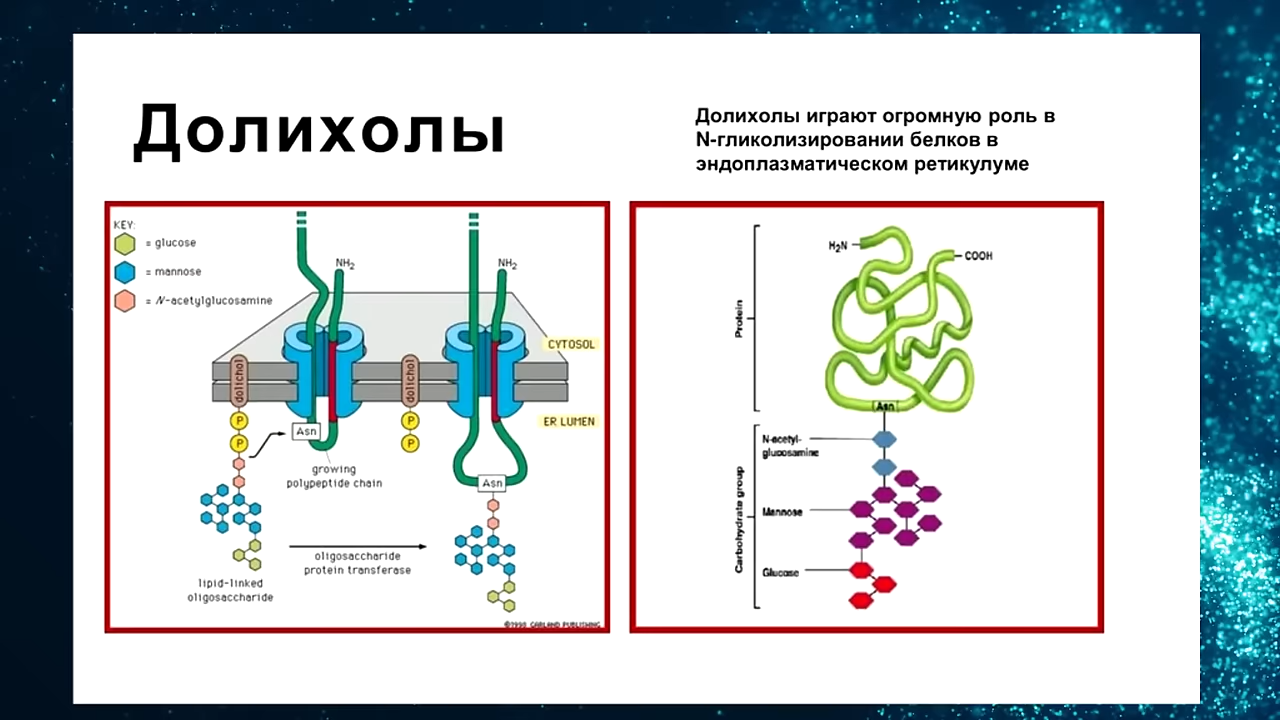 Долихолы
Долихолы играют огромную роль в
N-гликолизировании белков в
эндоплазматическом ретикулуме
KEY:
= glucose
= mannose
= N-acetylglucosamine
NH2
NH2
CYTOSOL
dolichol
dolichol
ER LUMEN
P
P
P
P
Asn
growing
polypeptide chain
Asn
oligosaccharide
protein transferase
lipid-linked
oligosaccharide
©1998 GARLAND PUBLISHING
H2N
COOH
Protein
Asn
N-acetyl-
glucosamine
Mannose
Carbohydrate group
Glucose